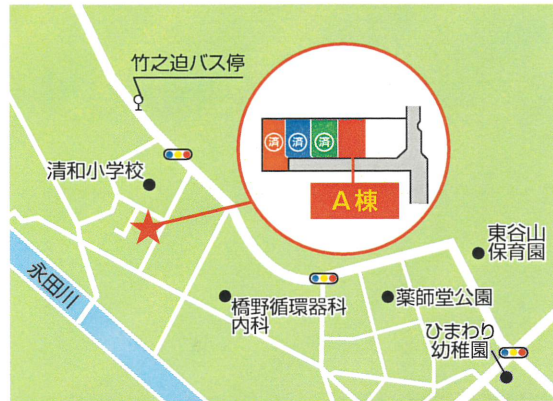 竹之迫バス停
清和小学校
済
済
済
A棟
東谷山
保育園
永田川
橋野循環器科
内科
薬師堂公園
ひまわり
幼稚園